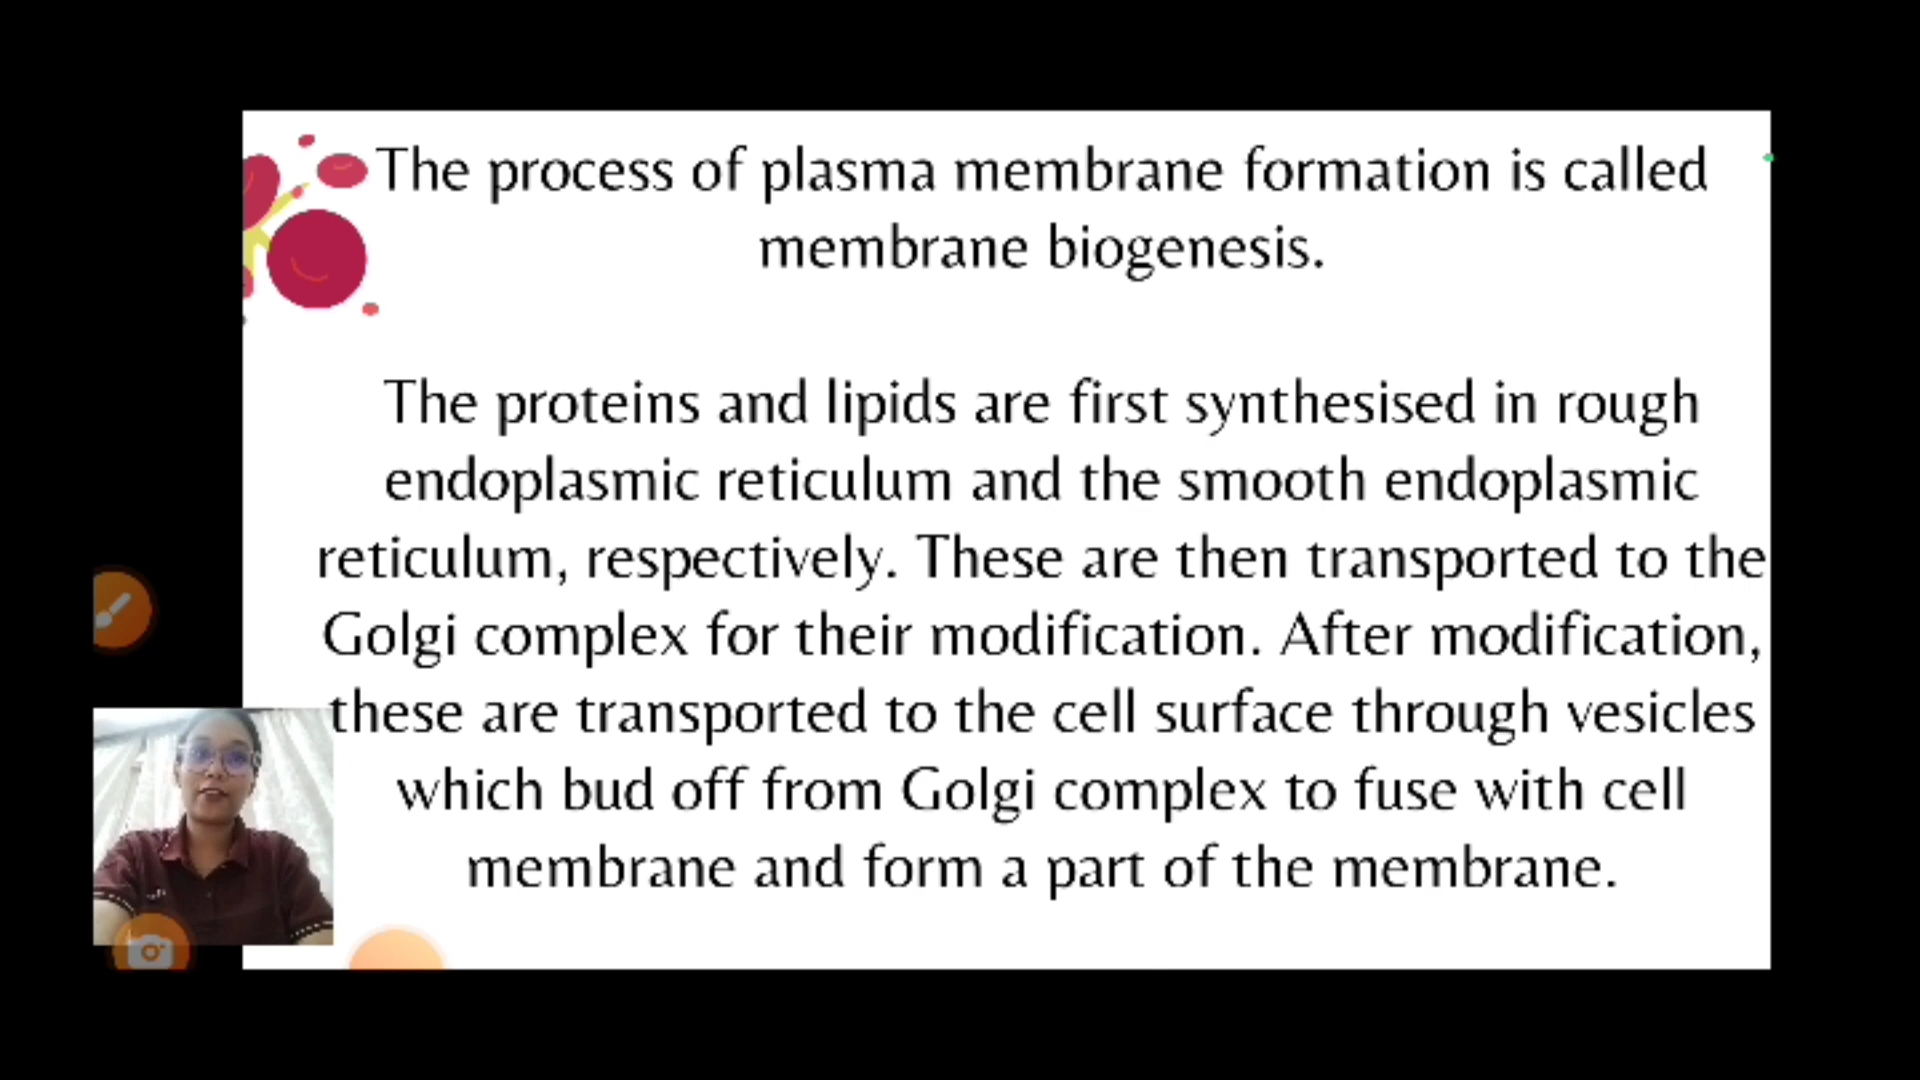 The process of plasma membrane formation is called
membrane biogenesis.
The proteins and lipids are first synthesised in rough
endoplasmic reticulum and the smooth endoplasmic
reticulum, respectively. These are then transported to the
Golgi complex for their modification. After modification,
these are transported to the cell surface through vesicles
which bud off from Golgi complex to fuse with cell
membrane and form a part of the membrane.